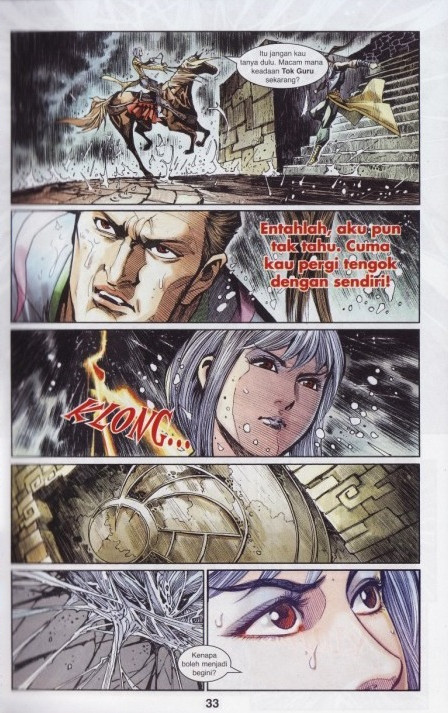 Itu jangan kau
tanya dulu. Macam mana
keadaan Tok Guru
sekarang?
Entahlah, aku pun
tak tahu. Cuma
kau pergi tengok
dengan sendiri!
KLONG...
Kenapa
boleh menjadi
begini?
33